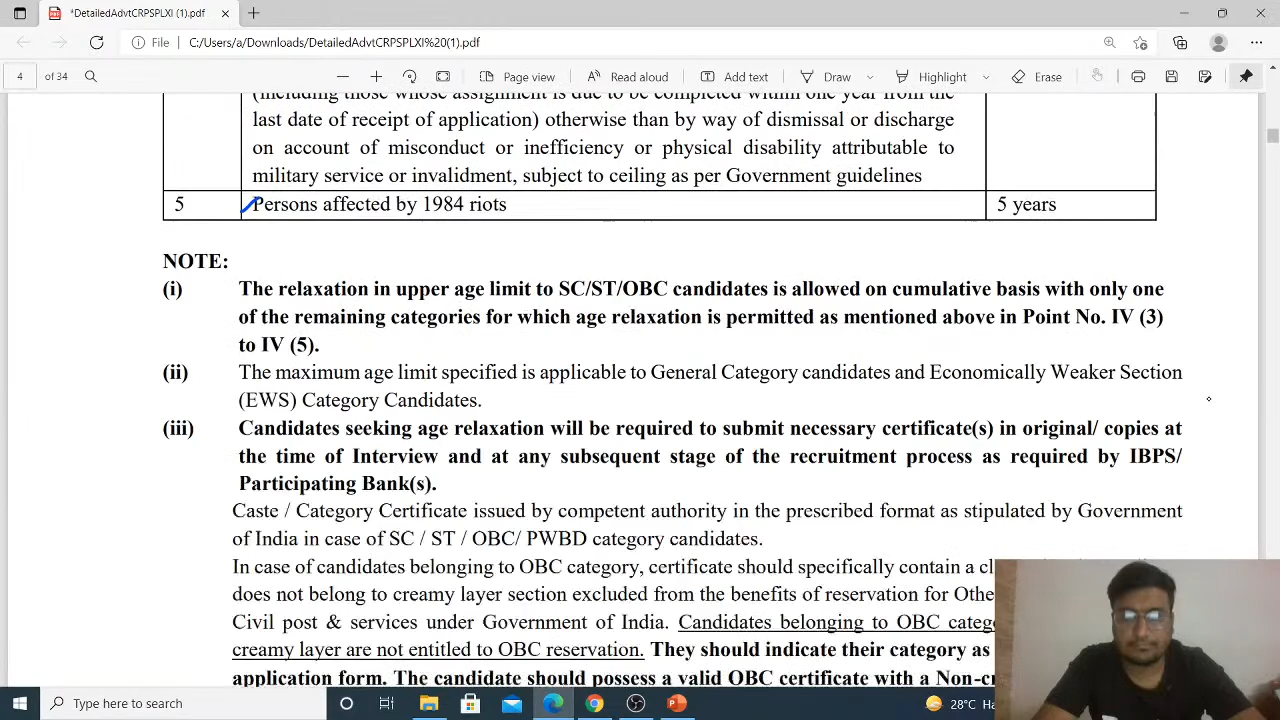 *DetailedAdvtCRPSPLXI (1).pdf
File C:/Users/a/Downloads/DetailedAdvtCRPSPLXI%20(1).pdf
4 of 34 Page view Read aloud Add text Draw Highlight Erase
(including those whose assignment is due to be completed within one year from the
last date of receipt of application) otherwise than by way of dismissal or discharge
on account of misconduct or inefficiency or physical disability attributable to
military service or invalidment, subject to ceiling as per Government guidelines
5 Persons affected by 1984 riots 5 years
NOTE:
(i) The relaxation in upper age limit to SC/ST/OBC candidates is allowed on cumulative basis with only one
of the remaining categories for which age relaxation is permitted as mentioned above in Point No. IV (3)
to IV (5).
(ii) The maximum age limit specified is applicable to General Category candidates and Economically Weaker Section
(EWS) Category Candidates.
(iii) Candidates seeking age relaxation will be required to submit necessary certificate(s) in original/ copies at
the time of Interview and at any subsequent stage of the recruitment process as required by IBPS/
Participating Bank(s).
Caste / Category Certificate issued by competent authority in the prescribed format as stipulated by Government
of India in case of SC / ST / OBC/ PWBD category candidates.
In case of candidates belonging to OBC category, certificate should specifically contain a
does not belong to creamy layer section excluded from the benefits of reservation for
Civil post & services under Government of India. Candidates belonging to OBC
creamy layer are not entitled to OBC reservation. They should indicate their category as
application form. The candidate should possess a valid OBC certificate with a
Type here to search 28°C